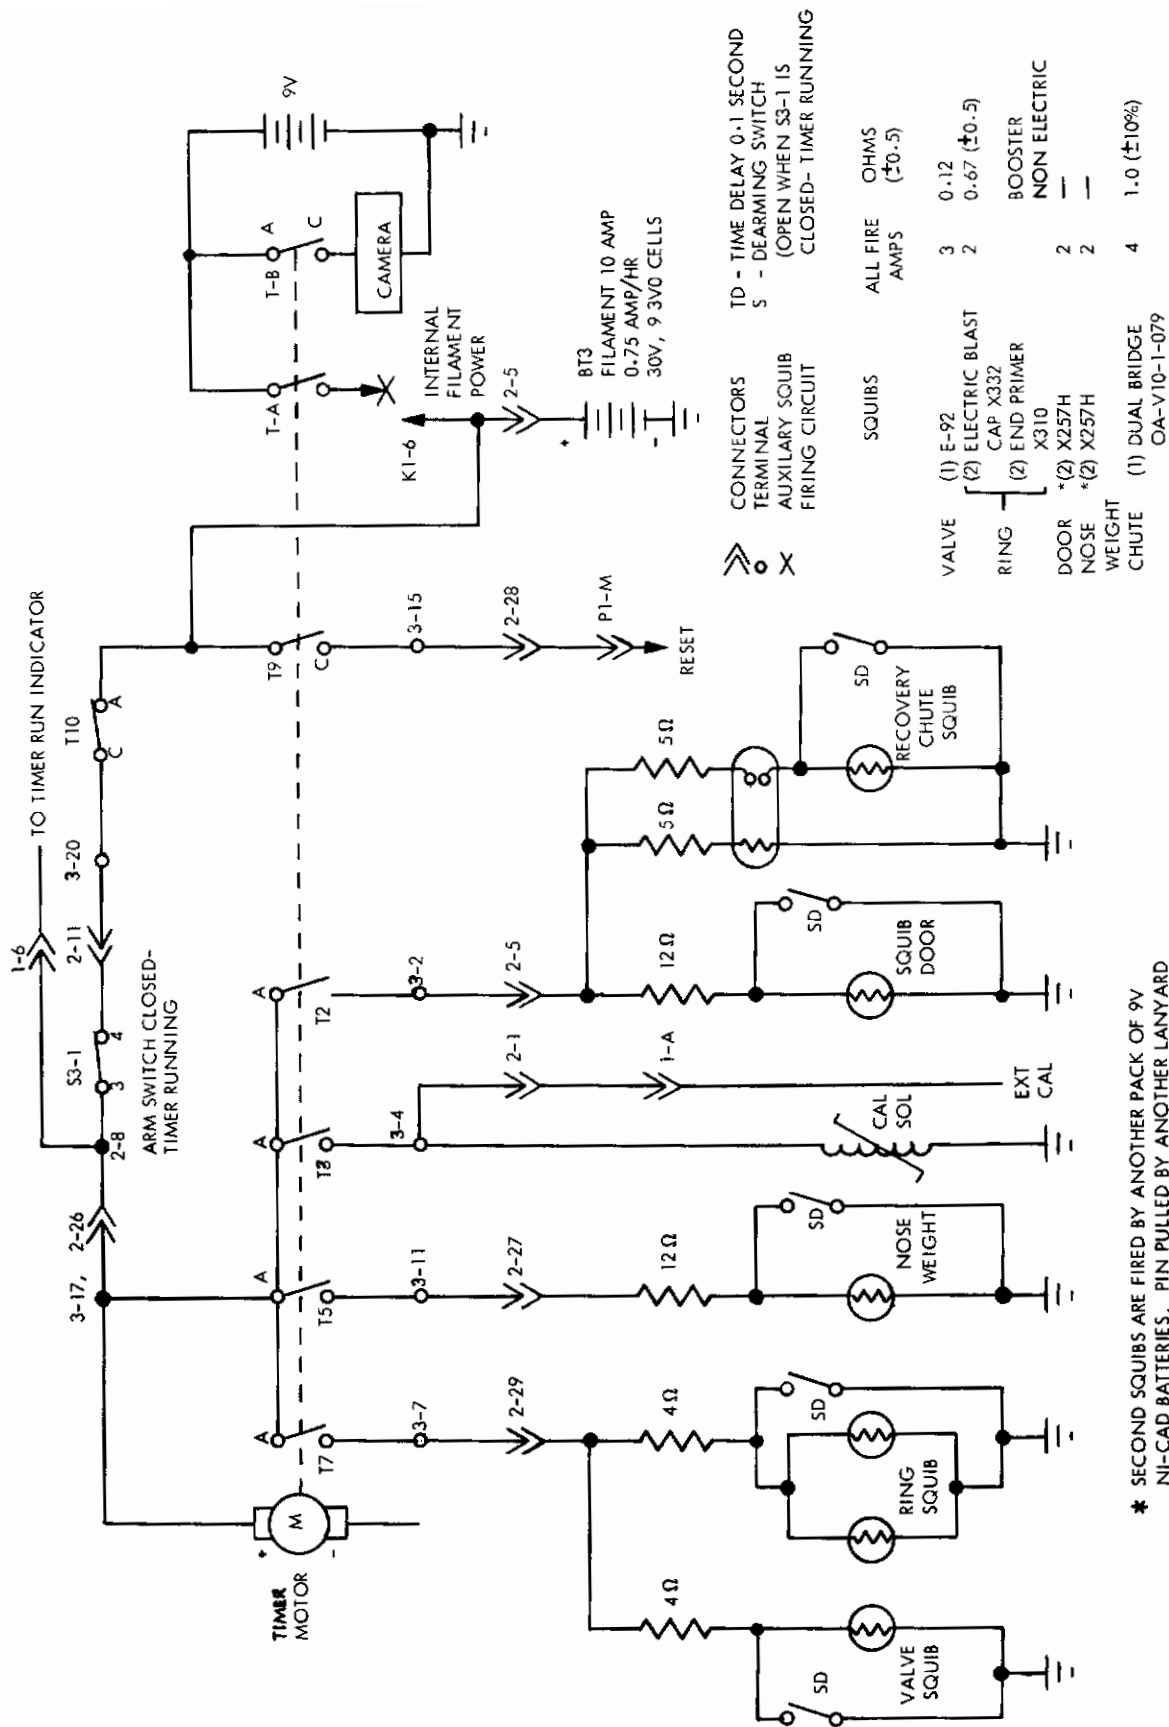 TO TIMER RUN INDICATOR
1-6
3-17, 2-26
2-8
S3-1
3
4
2-11
3-20
T10
C
A
ARM SWITCH CLOSED-
TIMER RUNNING
TIMER
MOTOR
+
M
-
A
T7
3-7
2-29
A
T5
3-11
2-27
A
3-4
A
T2
3-2
2-5
2-1
1-A
EXT
CAL
CAL
SOL
T9
C
3-15
2-28
P1-M
RESET
T-A
T-B
A
C
9V
CAMERA
K1-6
INTERNAL
FILAMENT
POWER
2-5
+
-
BT3
FILAMENT 10 AMP
0.75 AMP/HR
30V, 9 3V0 CELLS
4Ω
SD
VALVE
SQUIB
4Ω
SD
RING
SQUIB
12Ω
SD
NOSE
WEIGHT
12Ω
SD
SQUIB
DOOR
5Ω
5Ω
SD
RECOVERY
CHUTE
SQUIB
CONNECTORS
TERMINAL
X AUXILARY SQUIB
FIRING CIRCUIT
TD - TIME DELAY 0.1 SECOND
S - DEARMING SWITCH
(OPEN WHEN S3-1 IS
CLOSED- TIMER RUNNING
SQUIBS ALL FIRE OHMS
AMPS (±0.5)
VALVE (1) E-92 3 0.12
(2) ELECTRIC BLAST 2 0.67 (±0.5)
CAP X332
RING (2) END PRIMER BOOSTER
X310 NON ELECTRIC
DOOR *(2) X257H 2 —
NOSE *(2) X257H 2 —
WEIGHT
CHUTE (1) DUAL BRIDGE 4 1.0 (±10%)
OA-V10-1-079
* SECOND SQUIBS ARE FIRED BY ANOTHER PACK OF 9V
NI-CAD BATTERIES. PIN PULLED BY ANOTHER LANYARD